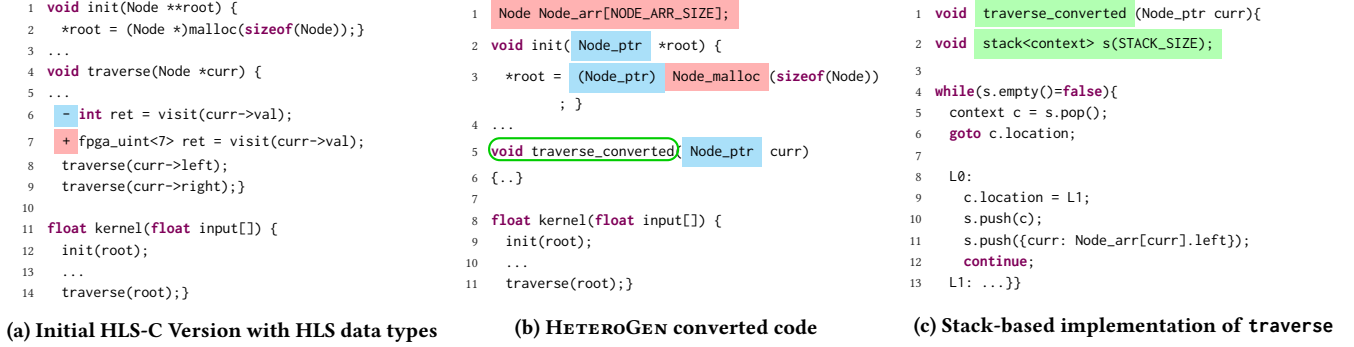 1 void init(Node **root) {
2 *root = (Node *)malloc(sizeof(Node));}
3 ...
4 void traverse(Node *curr) {
5 ...
6 - int ret = visit(curr->val);
7 + fpga_uint<7> ret = visit(curr->val);
8 traverse(curr->left);
9 traverse(curr->right);}
10
11 float kernel(float input[]) {
12 init(root);
13 ...
14 traverse(root);}
(a) Initial HLS-C Version with HLS data types
1 Node Node_arr[NODE_ARR_SIZE];
2 void init( Node_ptr *root) {
3 *root = (Node_ptr) Node_malloc (sizeof(Node))
; }
4 ...
5 void traverse_converted( Node_ptr curr)
6 {..}
7
8 float kernel(float input[]) {
9 init(root);
10 ...
11 traverse(root);}
(b) HETEROGEN converted code
1 void traverse_converted (Node_ptr curr){
2 void stack<context> s(STACK_SIZE);
3
4 while(s.empty()=false){
5 context c = s.pop();
6 goto c.location;
7
8 L0:
9 c.location = L1;
10 s.push(c);
11 s.push({curr: Node_arr[curr].left});
12 continue;
13 L1: ...}}
(c) Stack-based implementation of traverse